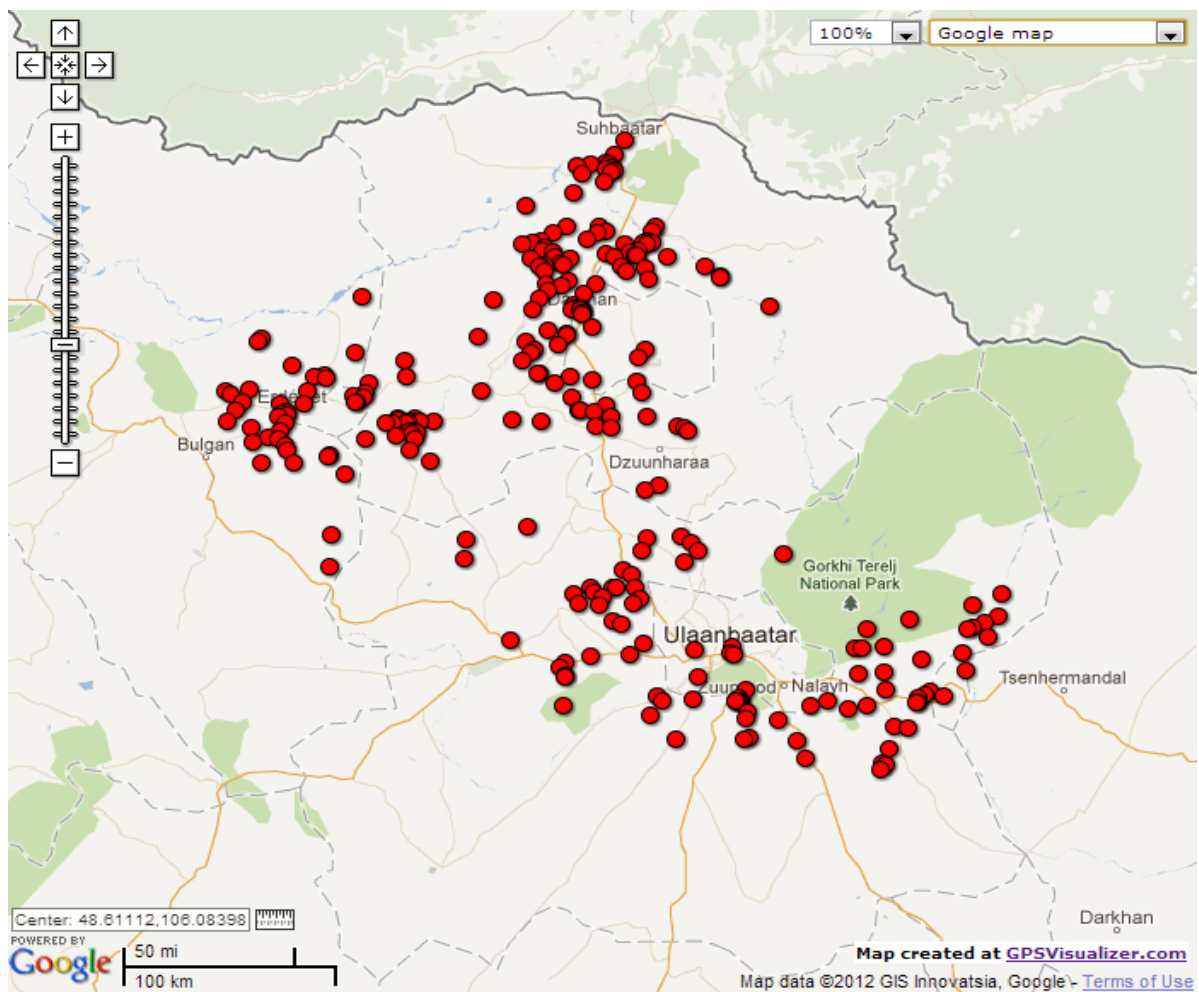 100%
Google map
Suhbaatar
Darkhan
Erdenet
Bulgan
Dzuunharaa
Gorkhi Terelj
National Park
Ulaanbaatar
Tsenhermandal
Nalayh
Darkhan
Center: 48.61112,106.08398
POWERED BY
Google
50 mi
100 km
Map created at GPSVisualizer.com
Map data ©2012 GIS Innovatsia, Google - Terms of Use